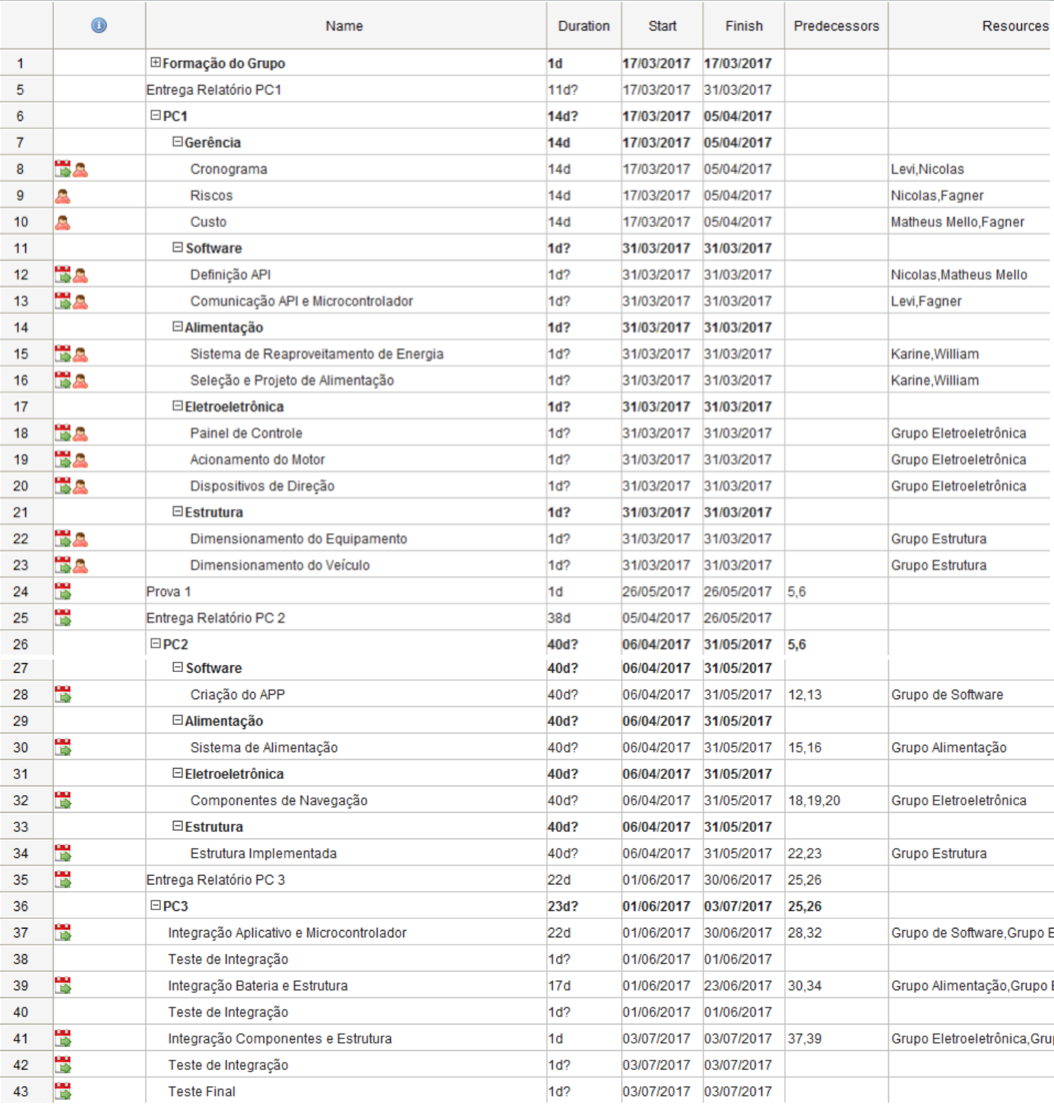 Name Duration Start Finish Predecessors Resources
1 Formação do Grupo 1d 17/03/2017 17/03/2017
5 Entrega Relatório PC1 11d? 17/03/2017 31/03/2017
6 PC1 14d? 17/03/2017 05/04/2017
7 Gerência 14d 17/03/2017 05/04/2017
8 Cronograma 14d 17/03/2017 05/04/2017 Levi,Nicolas
9 Riscos 14d 17/03/2017 05/04/2017 Nicolas,Fagner
10 Custo 14d 17/03/2017 05/04/2017 Matheus Mello,Fagner
11 Software 1d? 31/03/2017 31/03/2017
12 Definição API 1d? 31/03/2017 31/03/2017 Nicolas,Matheus Mello
13 Comunicação API e Microcontrolador 1d? 31/03/2017 31/03/2017 Levi,Fagner
14 Alimentação 1d? 31/03/2017 31/03/2017
15 Sistema de Reaproveitamento de Energia 1d? 31/03/2017 31/03/2017 Karine,William
16 Seleção e Projeto de Alimentação 1d? 31/03/2017 31/03/2017 Karine,William
17 Eletroeletrônica 1d? 31/03/2017 31/03/2017
18 Painel de Controle 1d? 31/03/2017 31/03/2017 Grupo Eletroeletrônica
19 Acionamento do Motor 1d? 31/03/2017 31/03/2017 Grupo Eletroeletrônica
20 Dispositivos de Direção 1d? 31/03/2017 31/03/2017 Grupo Eletroeletrônica
21 Estrutura 1d? 31/03/2017 31/03/2017
22 Dimensionamento do Equipamento 1d? 31/03/2017 31/03/2017 Grupo Estrutura
23 Dimensionamento do Veículo 1d? 31/03/2017 31/03/2017 Grupo Estrutura
24 Prova 1 1d 26/05/2017 26/05/2017 5,6
25 Entrega Relatório PC 2 38d 05/04/2017 26/05/2017
26 PC2 40d? 06/04/2017 31/05/2017 5,6
27 Software 40d? 06/04/2017 31/05/2017
28 Criação do APP 40d? 06/04/2017 31/05/2017 12,13 Grupo de Software
29 Alimentação 40d? 06/04/2017 31/05/2017
30 Sistema de Alimentação 40d? 06/04/2017 31/05/2017 15,16 Grupo Alimentação
31 Eletroeletrônica 40d? 06/04/2017 31/05/2017
32 Componentes de Navegação 40d? 06/04/2017 31/05/2017 18,19,20 Grupo Eletroeletrônica
33 Estrutura 40d? 06/04/2017 31/05/2017
34 Estrutura Implementada 40d? 06/04/2017 31/05/2017 22,23 Grupo Estrutura
35 Entrega Relatório PC 3 22d 01/06/2017 30/06/2017 25,26
36 PC3 23d? 01/06/2017 03/07/2017 25,26
37 Integração Aplicativo e Microcontrolador 22d 01/06/2017 30/06/2017 28,32 Grupo de Software,Grupo E
38 Teste de Integração 1d? 01/06/2017 01/06/2017
39 Integração Bateria e Estrutura 17d 01/06/2017 23/06/2017 30,34 Grupo Alimentação,Grupo E
40 Teste de Integração 1d? 01/06/2017 01/06/2017
41 Integração Componentes e Estrutura 1d 03/07/2017 03/07/2017 37,39 Grupo Eletroeletrônica,Gru
42 Teste de Integração 1d? 03/07/2017 03/07/2017
43 Teste Final 1d? 03/07/2017 03/07/2017